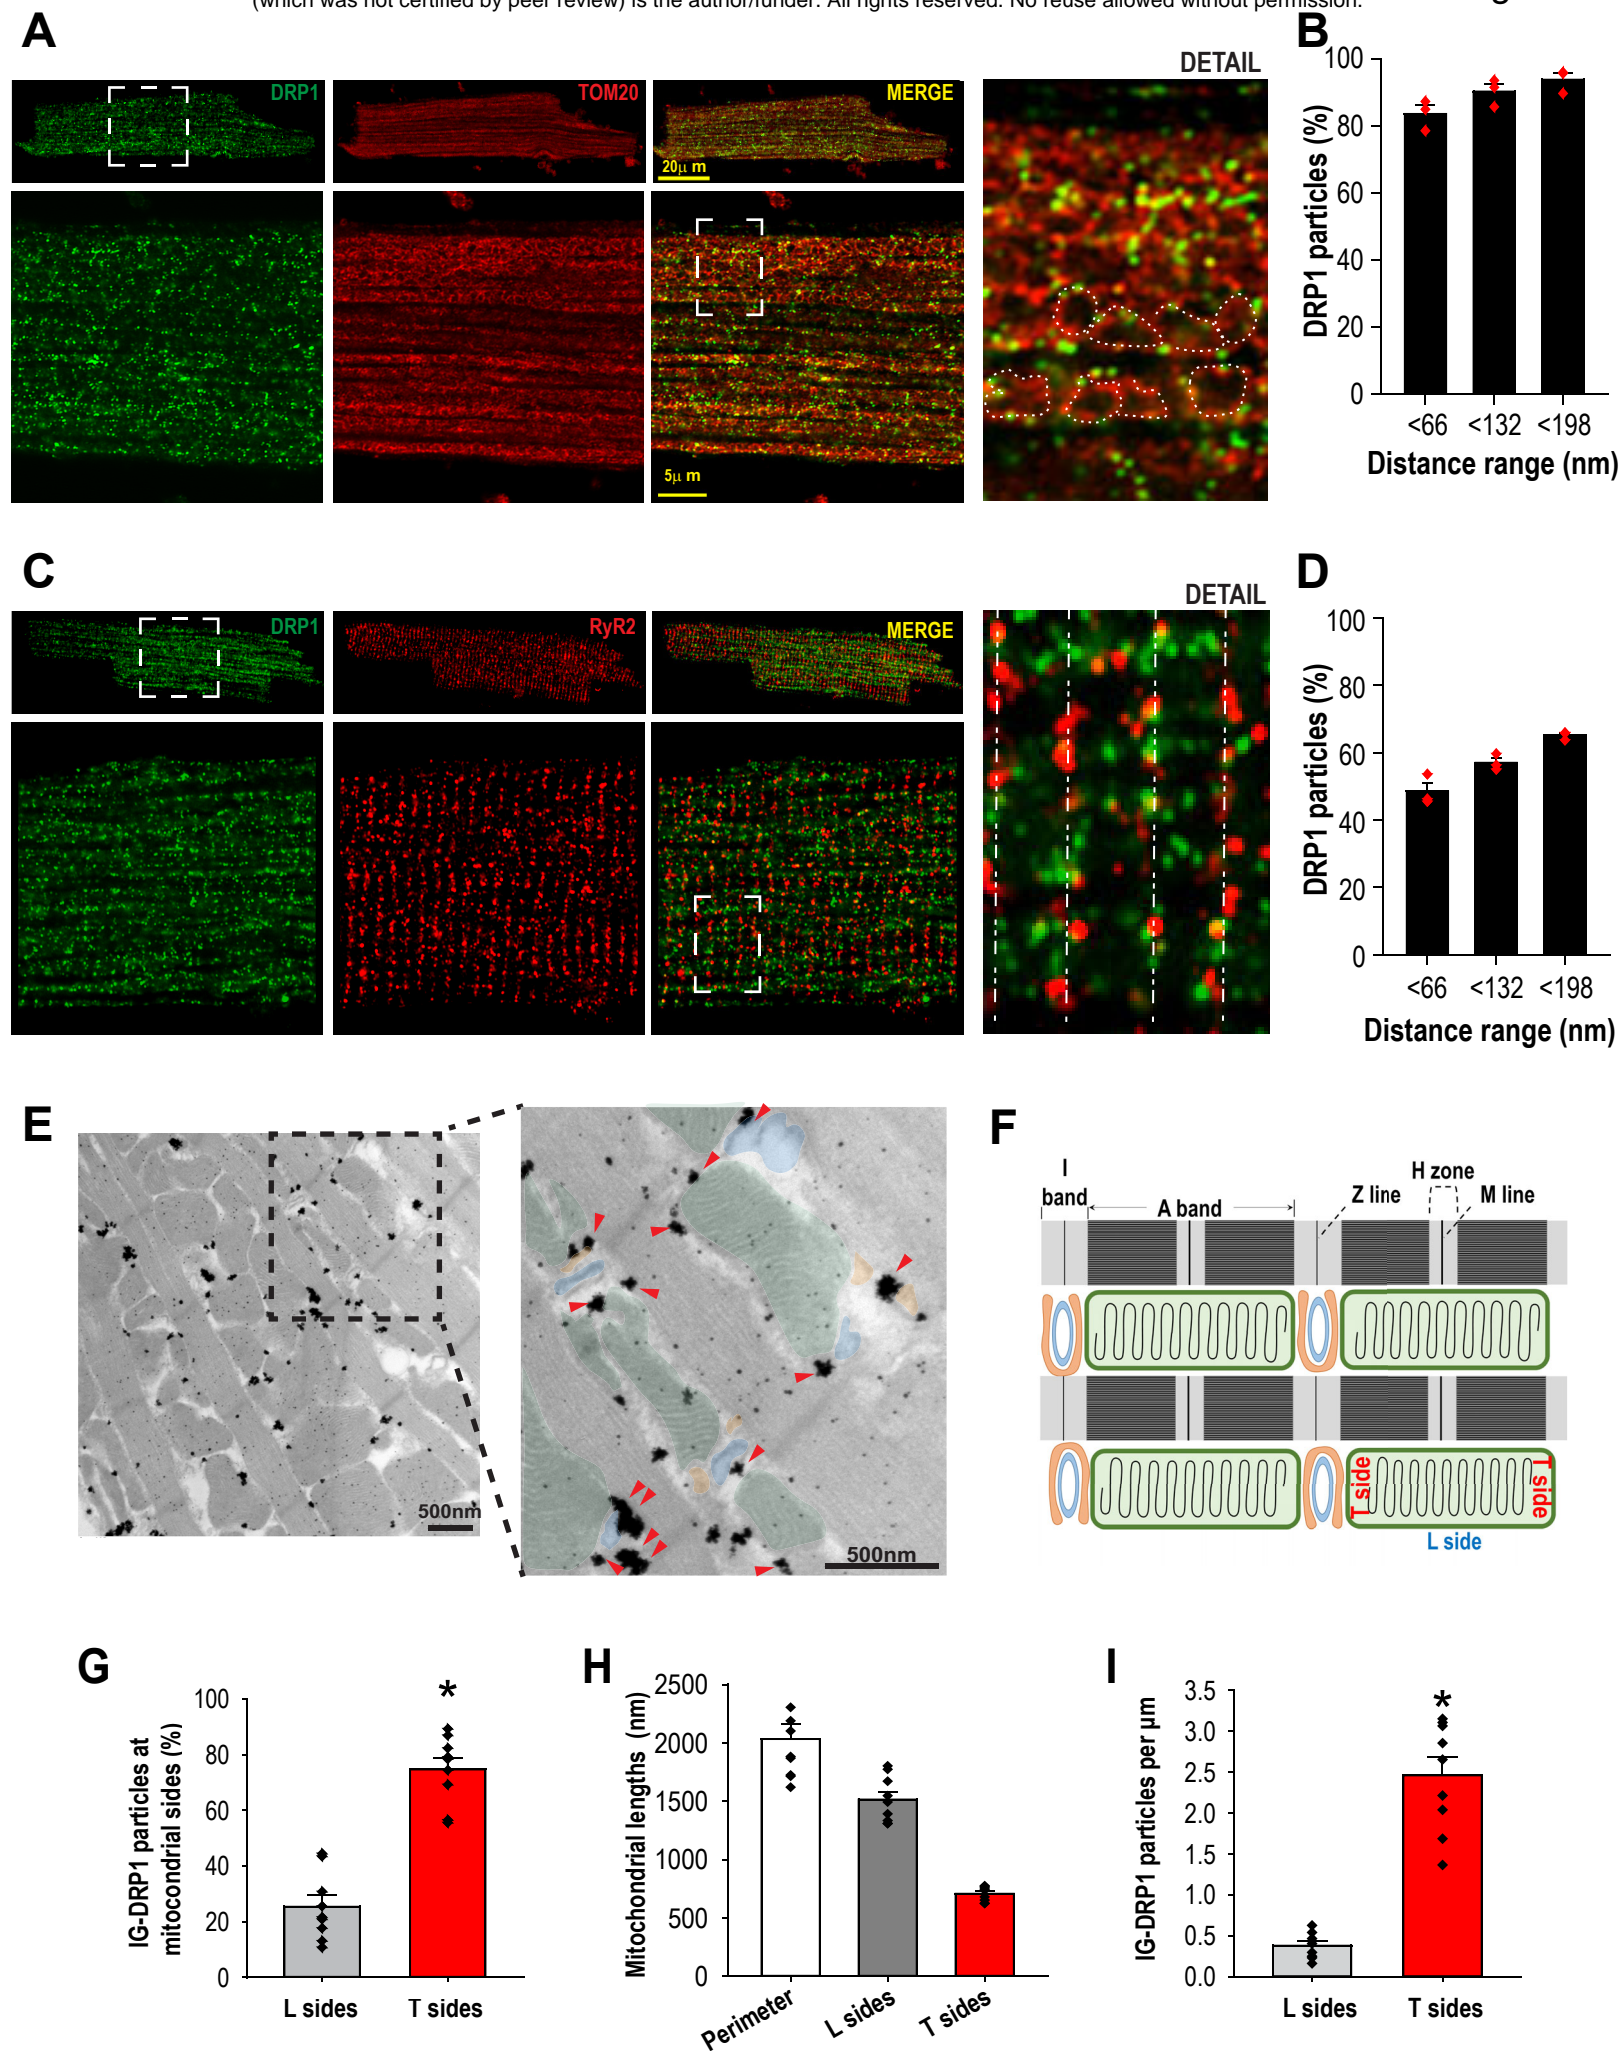 (which was not certified by peer review) is the author/funder. All rights reserved. No reuse allowed without permission.
A
DRP1
TOM20
MERGE
20μ m
5μ m
DETAIL
B
DRP1 particles (%)
100
80
60
40
20
0
<66 <132 <198
Distance range (nm)
C
DRP1
RyR2
MERGE
DETAIL
D
DRP1 particles (%)
100
80
60
40
20
0
<66 <132 <198
Distance range (nm)
E
500nm
500nm
F
I
band
A band
Z line
H zone
M line
T side
T side
L side
G
IG-DRP1 particles at
mitocondrial sides (%)
100
80
60
40
20
0
*
L sides T sides
H
Mitochondrial lengths (nm)
2500
2000
1500
1000
500
0
Perimeter
L sides
T sides
I
IG-DRP1 particles per μm
3.5
3.0
2.5
2.0
1.5
1.0
0.5
0.0
*
L sides T sides